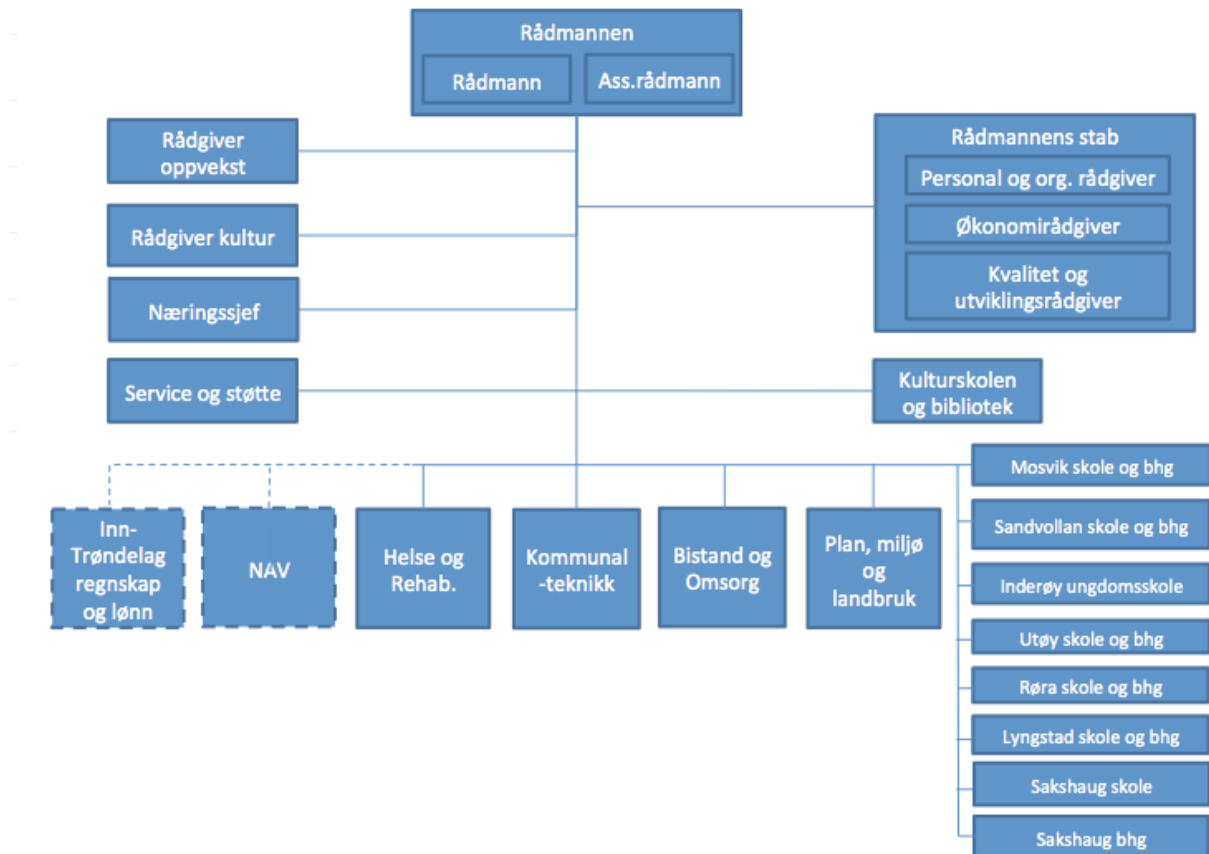 Rådmannen
Rådmann
Ass.rådmann
Rådgiver
oppvekst
Rådgiver kultur
Næringssjef
Service og støtte
Rådmannens stab
Personal og org. rådgiver
Økonomirådgiver
Kvalitet og
utviklingsrådgiver
Kulturskolen
og bibliotek
Inn-
Trøndelag
regnskap
og lønn
NAV
Helse og
Rehab.
Kommunal
-teknikk
Bistand og
Omsorg
Plan, miljø
og
landbruk
Mosvik skole og bhg
Sandvollan skole og bhg
Inderøy ungdomsskole
Utøy skole og bhg
Røra skole og bhg
Lyngstad skole og bhg
Sakshaug skole
Sakshaug bhg